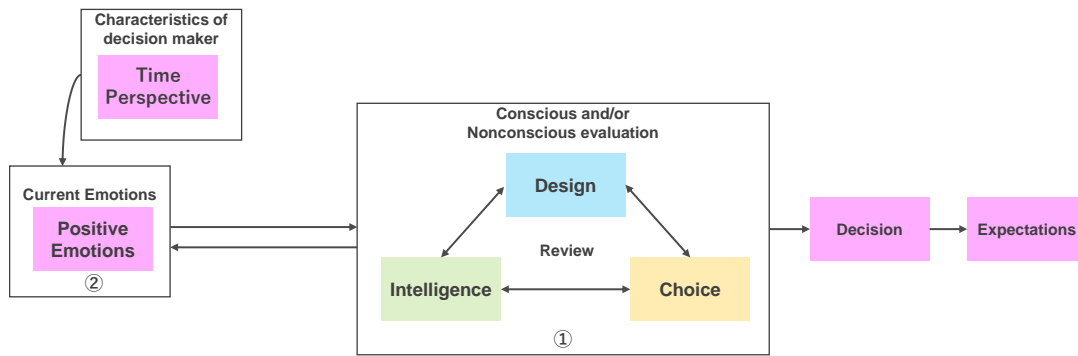 Characteristics of
decision maker
Time
Perspective
Current Emotions
Positive
Emotions
②
Conscious and/or
Nonconscious evaluation
Design
Review
Intelligence
Choice
①
Decision
Expectations